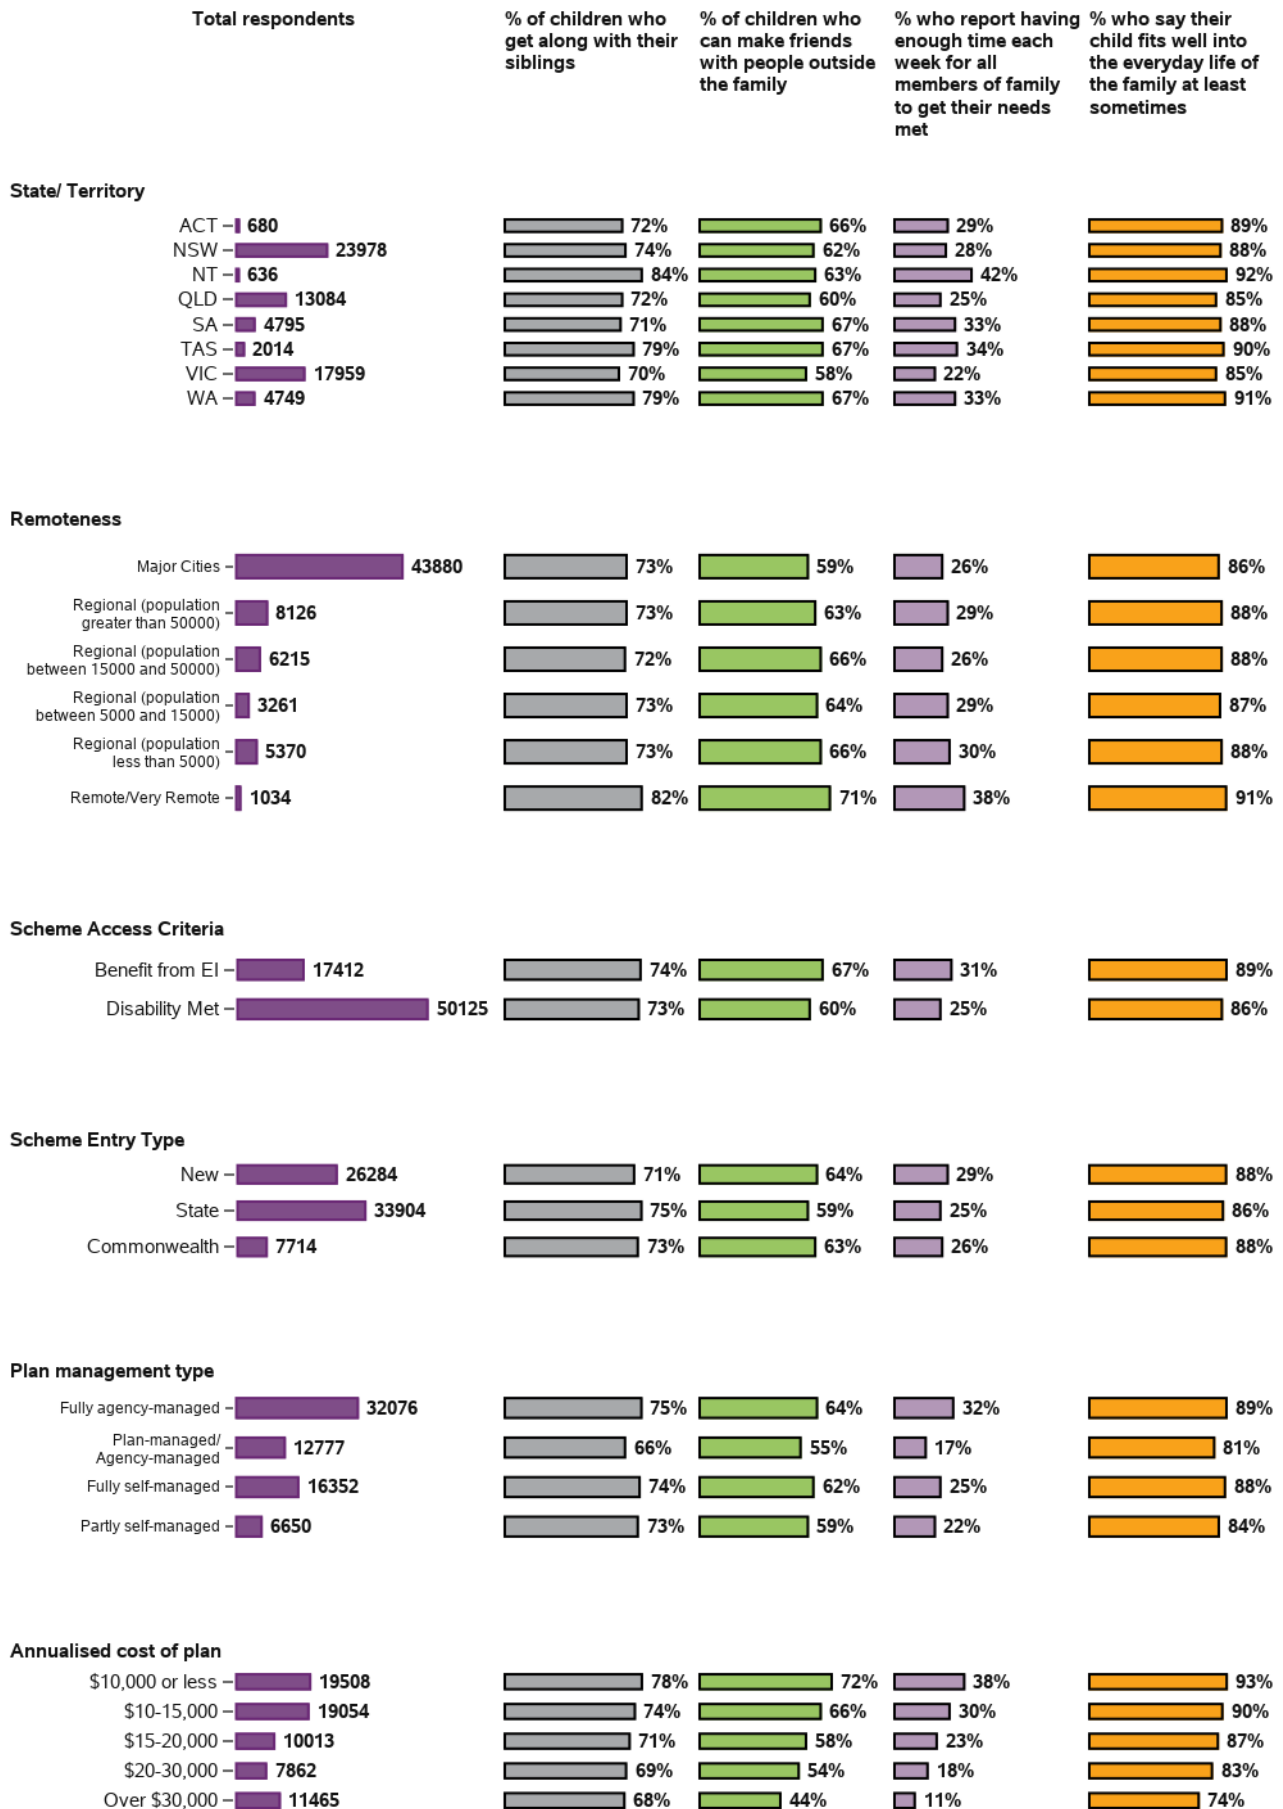 Total respondents
% of children who
get along with their
siblings
% of children who
can make friends
with people outside
the family
% who report having
enough time each
week for all
members of family
to get their needs
met
% who say their
child fits well into
the everyday life of
the family at least
sometimes
State/ Territory
ACT 680 72% 66% 29% 89%
NSW 23978 74% 62% 28% 88%
NT 636 84% 63% 42% 92%
QLD 13084 72% 60% 25% 85%
SA 4795 71% 67% 33% 88%
TAS 2014 79% 67% 34% 90%
VIC 17959 70% 58% 22% 85%
WA 4749 79% 67% 33% 91%
Remoteness
Major Cities 43880 73% 59% 26% 86%
Regional (population
greater than 50000) 8126 73% 63% 29% 88%
Regional (population
between 15000 and 50000) 6215 72% 66% 26% 88%
Regional (population
between 5000 and 15000) 3261 73% 64% 29% 87%
Regional (population
less than 5000) 5370 73% 66% 30% 88%
Remote/Very Remote 1034 82% 71% 38% 91%
Scheme Access Criteria
Benefit from EI 17412 74% 67% 31% 89%
Disability Met 50125 73% 60% 25% 86%
Scheme Entry Type
New 26284 71% 64% 29% 88%
State 33904 75% 59% 25% 86%
Commonwealth 7714 73% 63% 26% 88%
Plan management type
Fully agency-managed 32076 75% 64% 32% 89%
Plan-managed/
Agency-managed 12777 66% 55% 17% 81%
Fully self-managed 16352 74% 62% 25% 88%
Partly self-managed 6650 73% 59% 22% 84%
Annualised cost of plan
$10,000 or less 19508 78% 72% 38% 93%
$10-15,000 19054 74% 66% 30% 90%
$15-20,000 10013 71% 58% 23% 87%
$20-30,000 7862 69% 54% 18% 83%
Over $30,000 11465 68% 44% 11% 74%